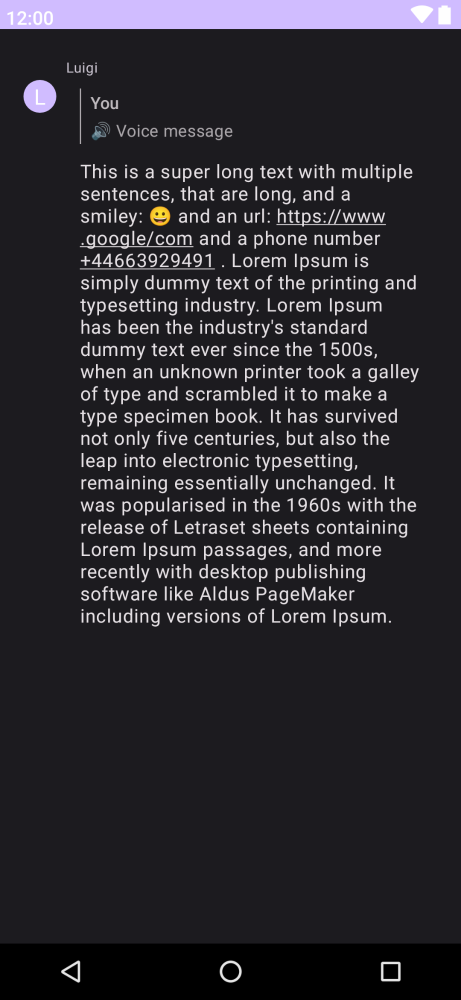 12:00
Luigi
L
You
🔊 Voice message
This is a super long text with multiple
sentences, that are long, and a
smiley: 😀 and an url: https://www
.google/com and a phone number
+44663929491 . Lorem Ipsum is
simply dummy text of the printing and
typesetting industry. Lorem Ipsum
has been the industry's standard
dummy text ever since the 1500s,
when an unknown printer took a galley
of type and scrambled it to make a
type specimen book. It has survived
not only five centuries, but also the
leap into electronic typesetting,
remaining essentially unchanged. It
was popularised in the 1960s with the
release of Letraset sheets containing
Lorem Ipsum passages, and more
recently with desktop publishing
software like Aldus PageMaker
including versions of Lorem Ipsum.